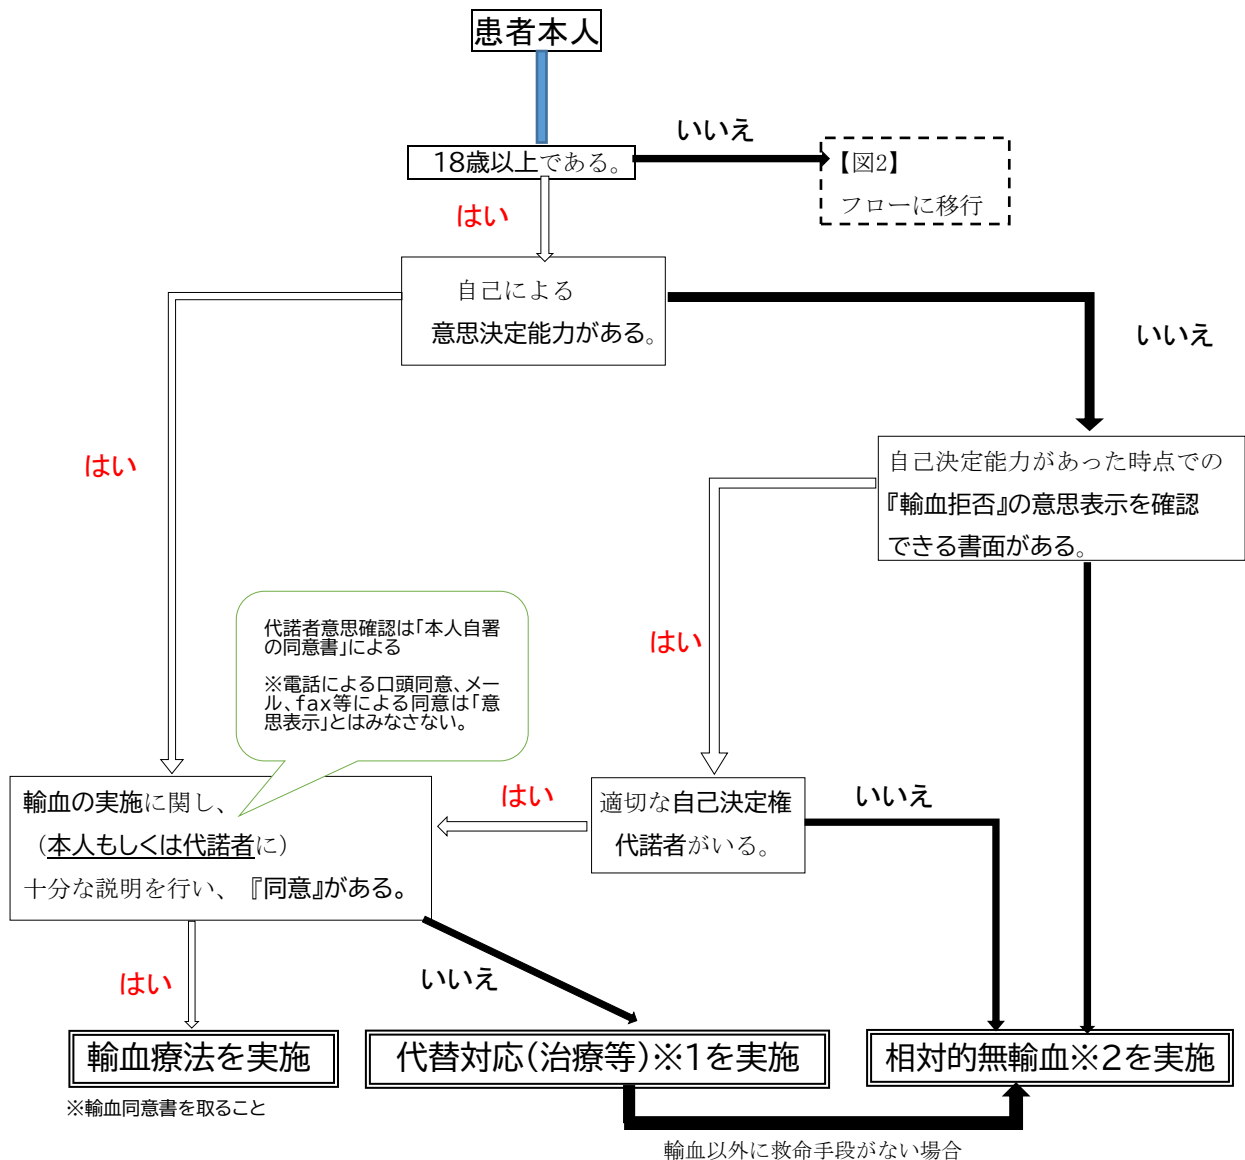 患者本人
いいえ
18歳以上である。
【図2】
フローに移行
はい
自己による
意思決定能力がある。
いいえ
はい
自己決定能力があった時点での
『輸血拒否』の意思表示を確認
できる書面がある。
代諾者意思確認は「本人自署
の同意書」による
※電話による口頭同意、メー
ル、fax等による同意は「意
思表示」とはみなさない。
はい
輸血の実施に関し、
（本人もしくは代諾者に）
十分な説明を行い、『同意』がある。
はい
適切な自己決定権
代諾者がいる。
いいえ
はい
いいえ
輸血療法を実施
代替対応（治療等）※1を実施
相対的無輸血※2を実施
※輸血同意書を取ること
輸血以外に救命手段がない場合